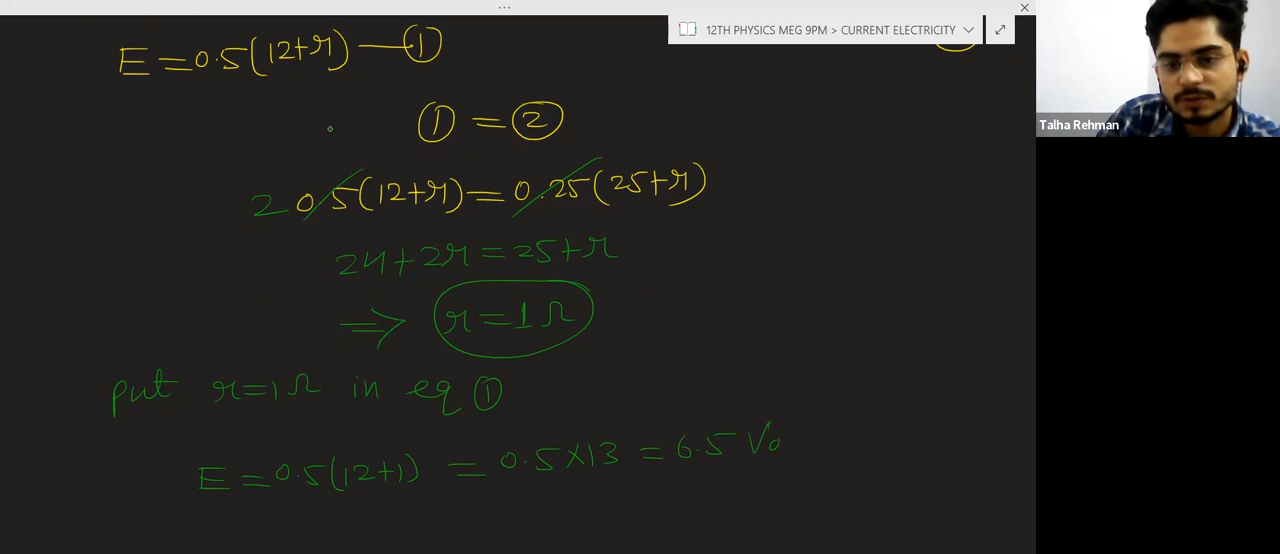 12TH PHYSICS MEG 9PM > CURRENT ELECTRICITY
E = 0.5(12+r) — ①
① = ②
2 0.5(12+r) = 0.25(25+r)
24+2r = 25+r
⇒ r = 1Ω
put r=1Ω in eq ①
E = 0.5(12+1) = 0.5×13 = 6.5 Vo
Talha Rehman